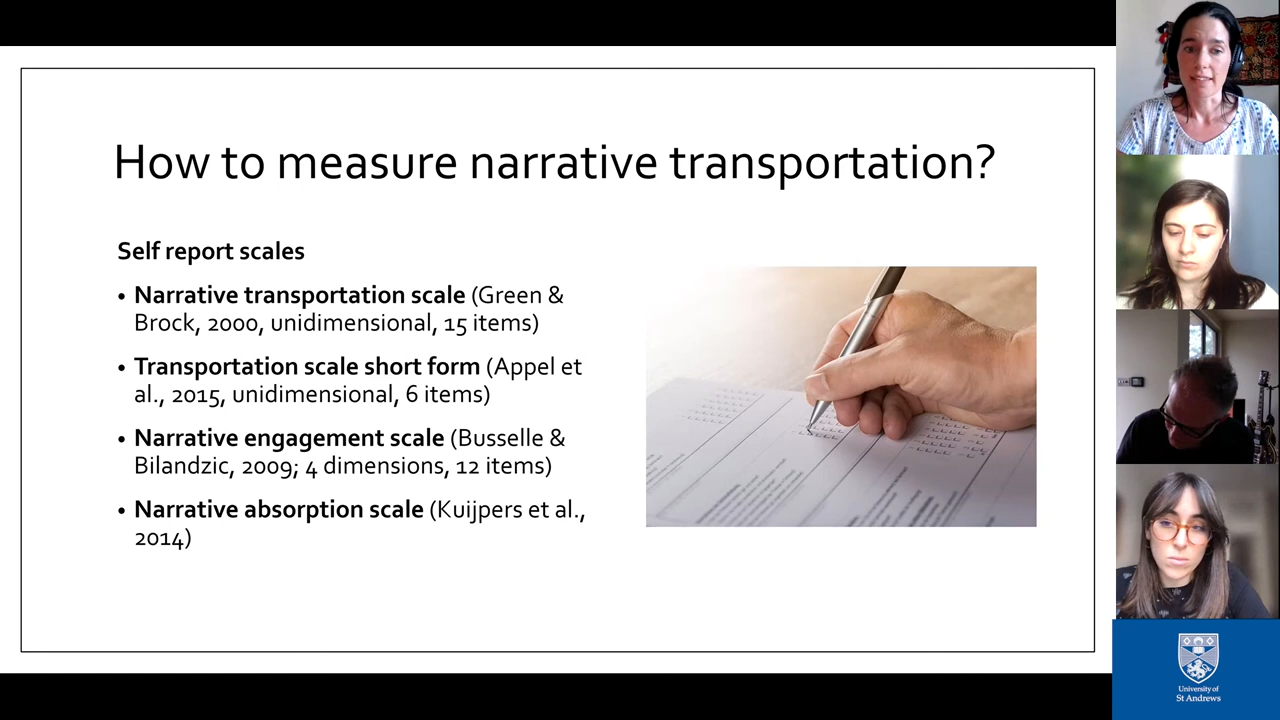 How to measure narrative transportation?
Self report scales
• Narrative transportation scale (Green &
Brock, 2000, unidimensional, 15 items)
• Transportation scale short form (Appel et
al., 2015, unidimensional, 6 items)
• Narrative engagement scale (Busselle &
Bilandzic, 2009; 4 dimensions, 12 items)
• Narrative absorption scale (Kuijpers et al.,
2014)
University of
St Andrews